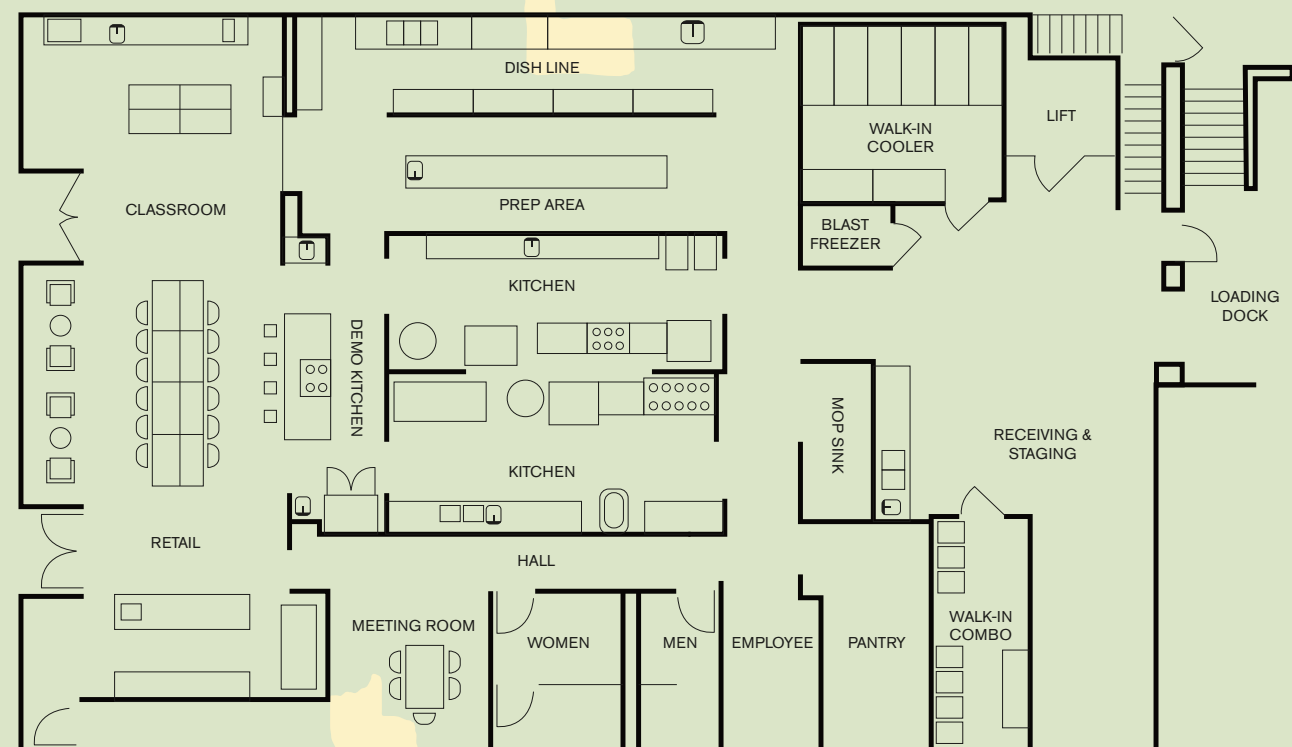 DISH LINE
WALK-IN
COOLER
LIFT
CLASSROOM
PREP AREA
BLAST
FREEZER
KITCHEN
LOADING
DOCK
DEMO KITCHEN
MOP SINK
RECEIVING &
STAGING
KITCHEN
RETAIL
HALL
MEETING ROOM
WOMEN
MEN
EMPLOYEE
PANTRY
WALK-IN
COMBO